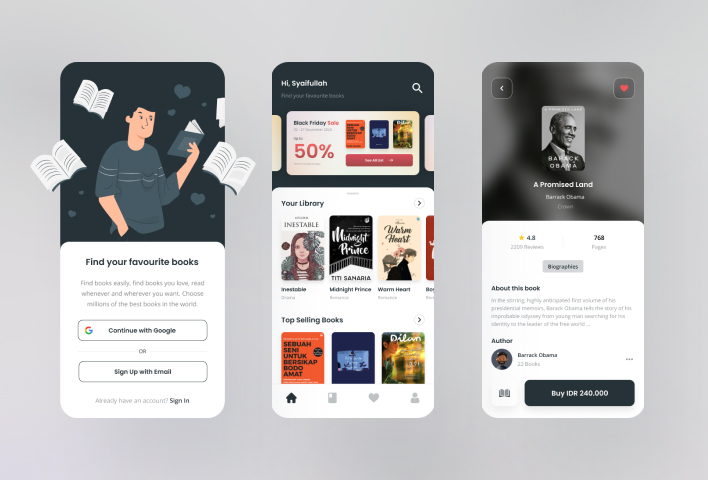 Find your favourite books
Find books easily, find books you love, read
whenever and wherever you want. Choose
millions of the best books in the world.
Continue with Google
OR
Sign Up with Email
Already have an account? Sign In
Hi, Syaifullah
Find your favourite books
Black Friday Sale
Up to
50%
See All List
Your Library
INESTABLE
Midnight
Prince
TITI SANARIA
Warm
Heart
Inestable
Midnight Prince
Romance
Warm Heart
Romance
Top Selling Books
SEBUAH
SENI
UNTUK
BERSIKAP
BODO
AMAT
Dilan
BARACK
OBAMA
A Promised Land
Barrack Obama
Crown
4.8
2209 Reviews
768
Pages
Biographies
About this book
In the stirring, highly anticipated first volume of his
presidential memoirs, Barack Obama tells the story of his
improbable odyssey from young man searching for his
identity to the leader of the free world ...
Author
Barrack Obama
22 Books
Buy IDR 240.000